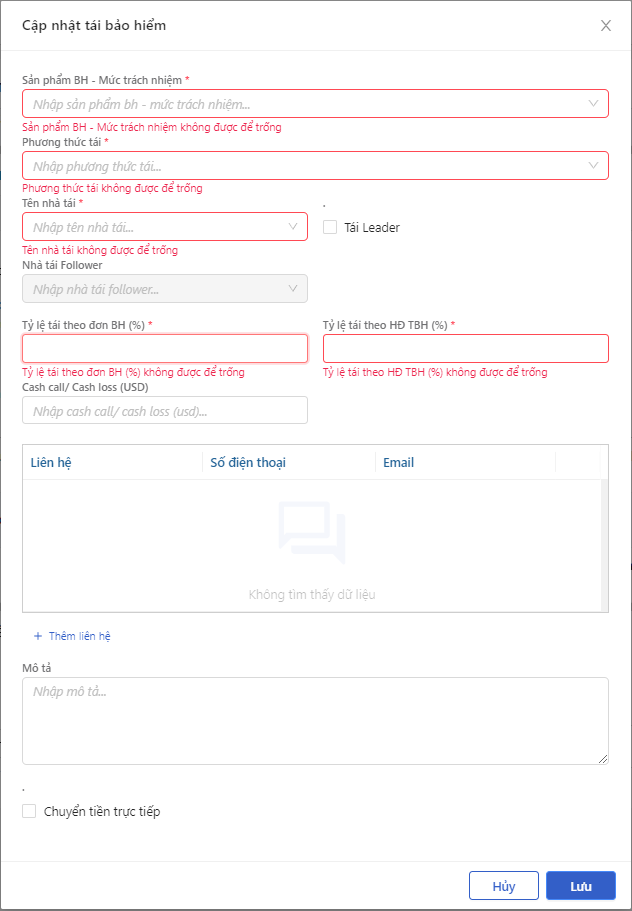 Cập nhật tái bảo hiểm
Sản phẩm BH - Mức trách nhiệm *
Nhập sản phẩm bh - mức trách nhiệm...
Sản phẩm BH - Mức trách nhiệm không được để trống
Phương thức tái *
Nhập phương thức tái...
Phương thức tái không được để trống
Tên nhà tái *
.
Nhập tên nhà tái...
Tái Leader
Tên nhà tái không được để trống
Nhà tái Follower
Nhập nhà tái follower...
Tỷ lệ tái theo đơn BH (%) *
Tỷ lệ tái theo HĐ TBH (%) *
Tỷ lệ tái theo đơn BH (%) không được để trống
Tỷ lệ tái theo HĐ TBH (%) không được để trống
Cash call/ Cash loss (USD)
Nhập cash call/ cash loss (usd)...
Liên hệ
Số điện thoại
Email
Không tìm thấy dữ liệu
+ Thêm liên hệ
Mô tả
Nhập mô tả...
.
Chuyển tiền trực tiếp
Hủy
Lưu